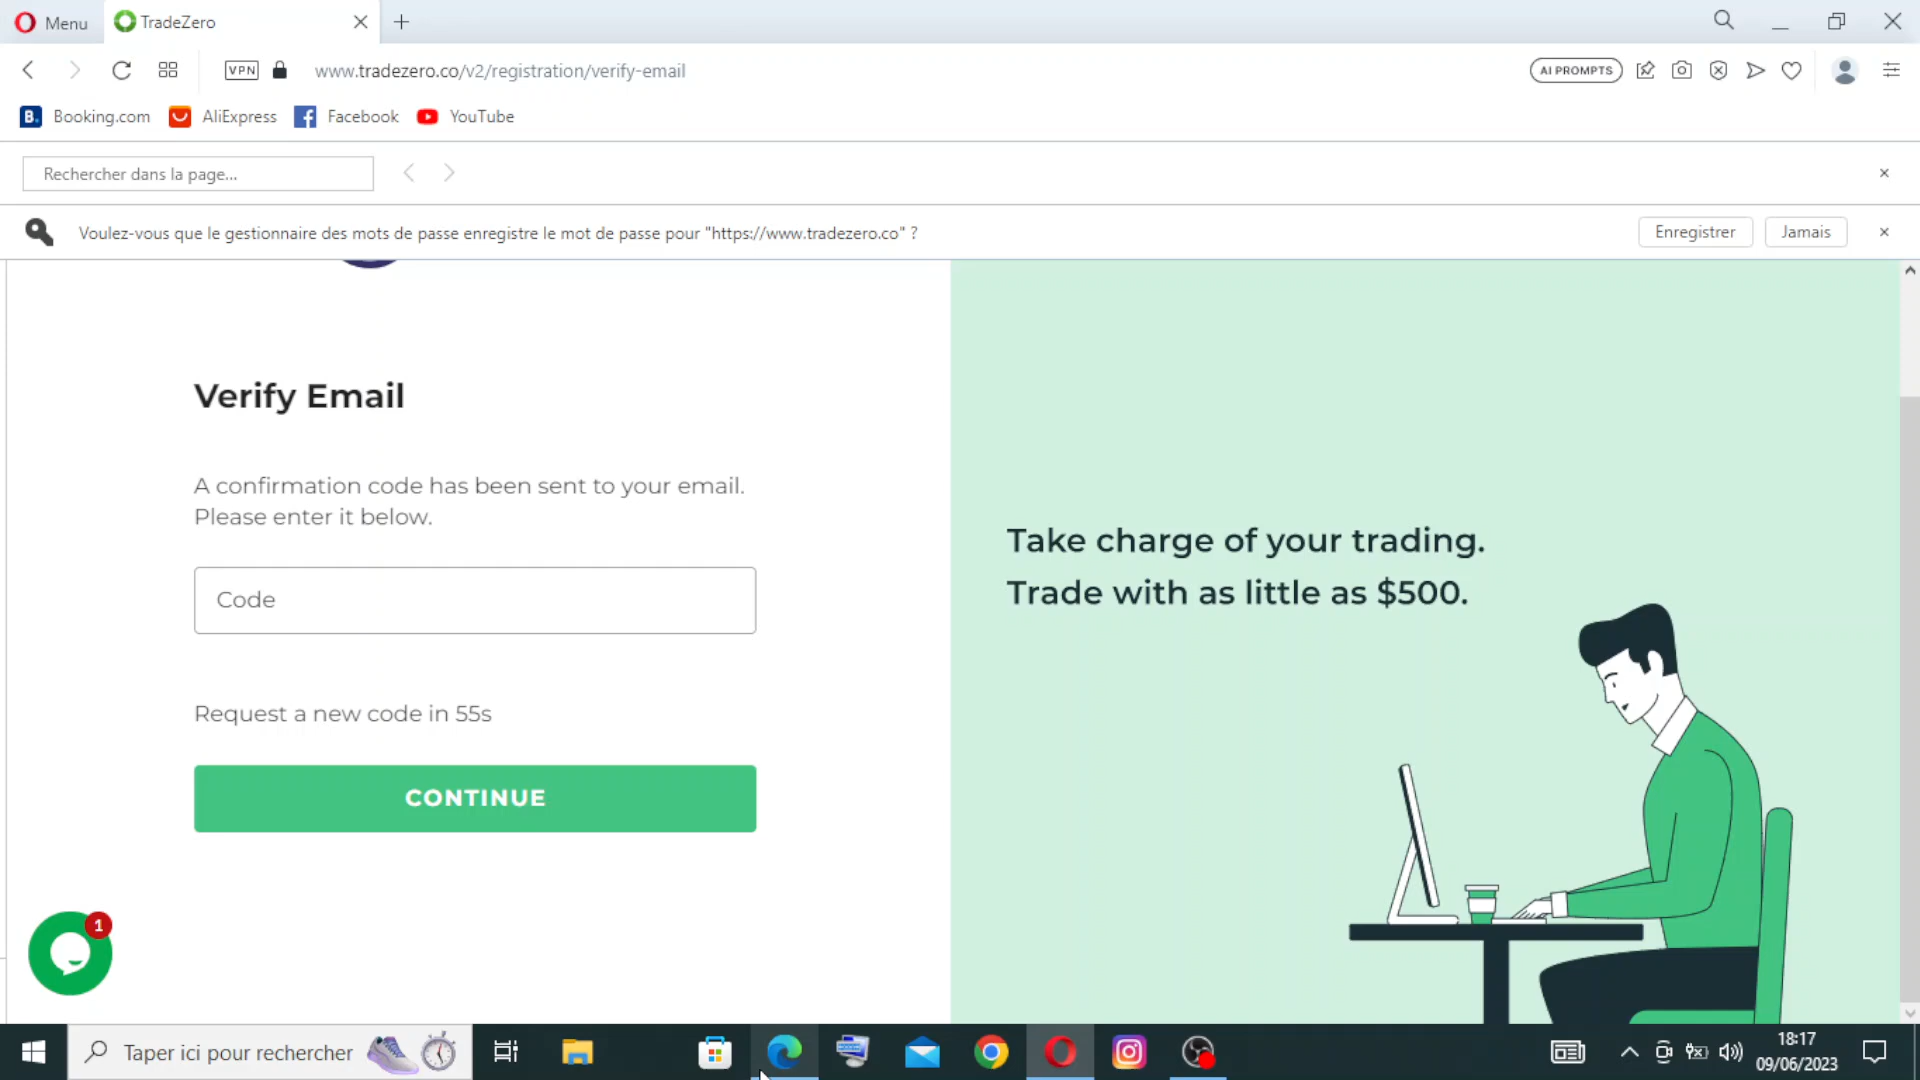 Menu
TradeZero
VPN
www.tradezero.co/v2/registration/verify-email
AI PROMPTS
B.
Booking.com
AliExpress
Facebook
YouTube
Rechercher dans la page...
Voulez-vous que le gestionnaire des mots de passe enregistre le mot de passe pour "https://www.tradezero.co" ?
Enregistrer
Jamais
Verify Email
A confirmation code has been sent to your email.
Please enter it below.
Code
Request a new code in 55s
CONTINUE
Take charge of your trading.
Trade with as little as $500.
1
Taper ici pour rechercher
18:17
09/06/2023